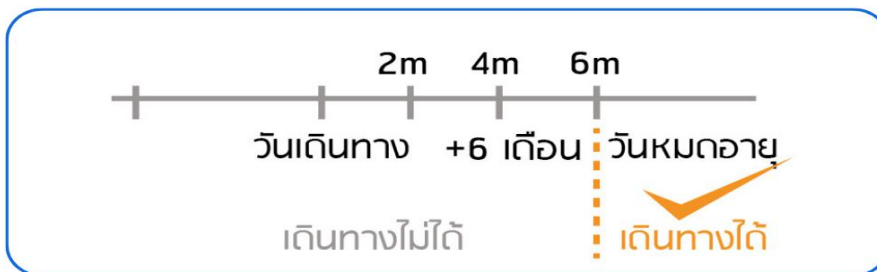 2m 4m 6m
วันเดินทาง +6 เดือน วันหมดอายุ
เดินทางไม่ได้ เดินทางได้